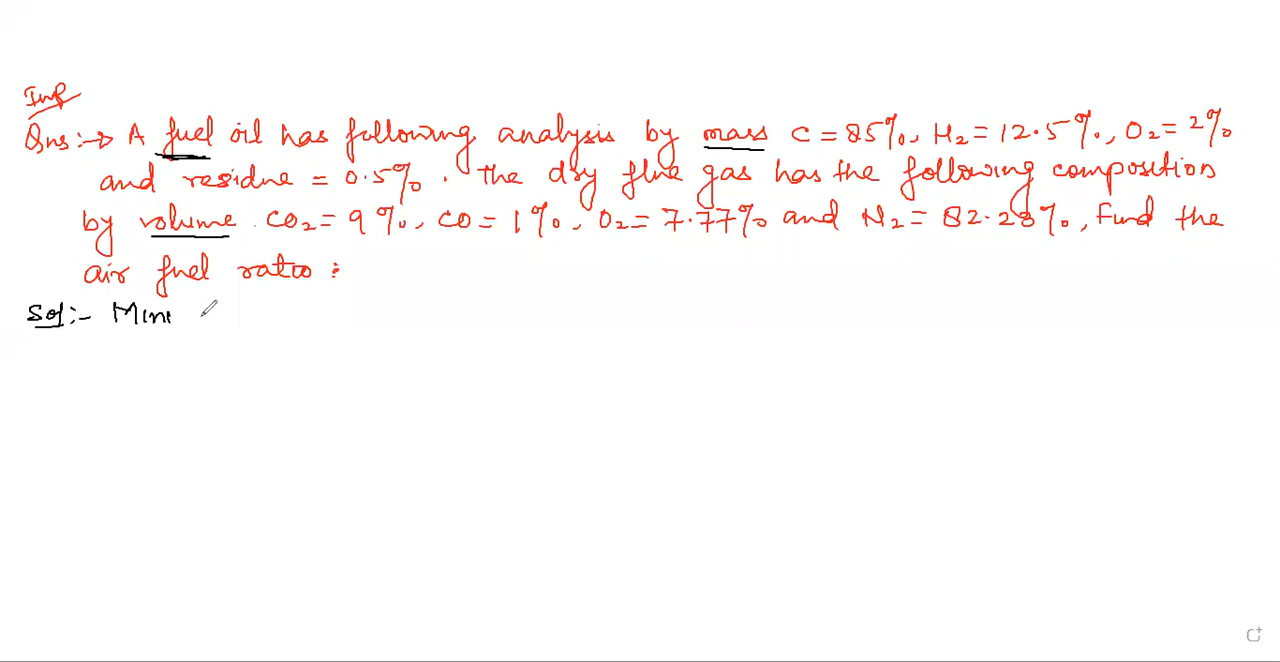 Imp
Qns:-> A fuel oil has following analysis by mass C = 85%, H₂ = 12.5%, O₂ = 2%
and residue = 0.5%. The dry flue gas has the following composition
by volume CO₂ = 9%, CO = 1%, O₂ = 7.77% and N₂ = 82.23%, Find the
air fuel ratio :
Sol:- Mini